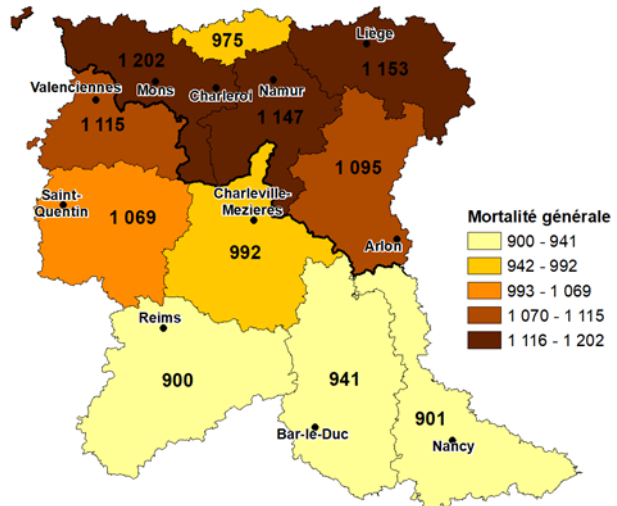 975
Liège
1 202
1 153
Valenciennes
Mons
Charleroi
Namur
1 115
1 147
1 095
Saint-
Quentin
1 069
Charleville-
Mezieres
992
Arlon
Mortalité générale
900 - 941
942 - 992
993 - 1 069
1 070 - 1 115
1 116 - 1 202
Reims
900
941
901
Bar-le-Duc
Nancy